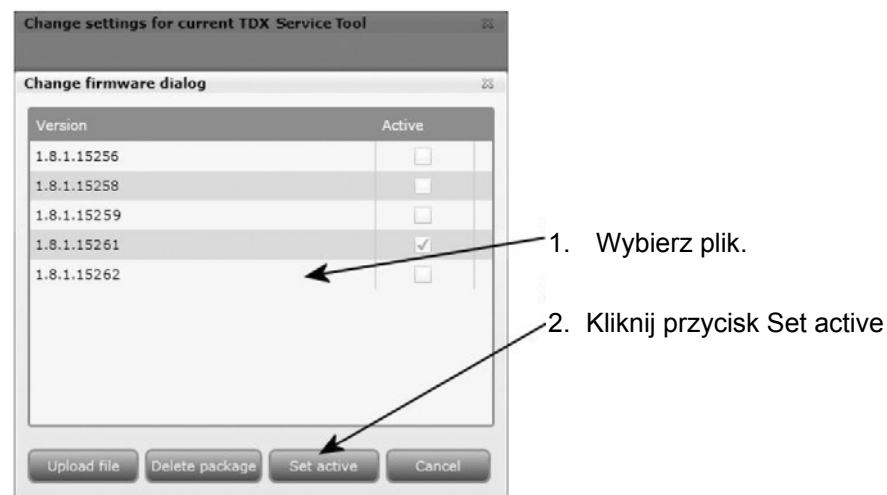 Change settings for current TDX Service Tool
Change firmware dialog
Version Active
1.8.1.15256
1.8.1.15258
1.8.1.15259
1.8.1.15261
1.8.1.15262
1. Wybierz plik.
2. Kliknij przycisk Set active
Upload file Delete package Set active Cancel